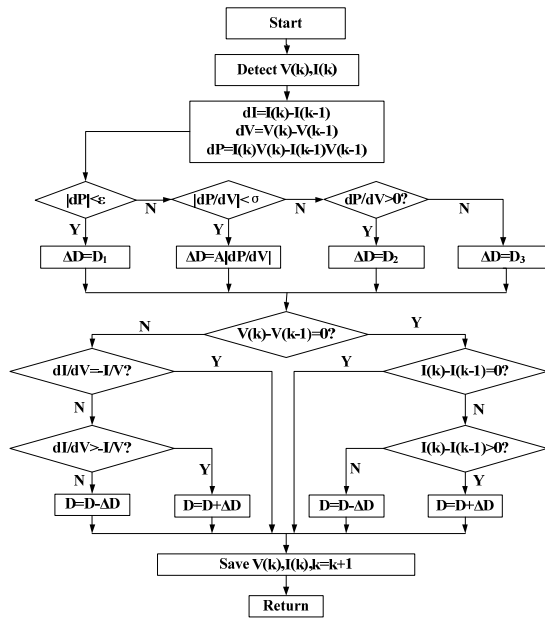 Start
Detect V(k),I(k)
dI=I(k)-I(k-1)
dV=V(k)-V(k-1)
dP=I(k)V(k)-I(k-1)V(k-1)
|dP|<ε
N
|dP/dV|<σ
N
dP/dV>0?
N
Y
Y
Y
ΔD=D₁
ΔD=A|dP/dV|
ΔD=D₂
ΔD=D₃
N
V(k)-V(k-1)=0?
Y
dI/dV=-I/V?
Y
Y
I(k)-I(k-1)=0?
N
N
dI/dV>-I/V?
I(k)-I(k-1)>0?
N
Y
N
Y
D=D-ΔD
D=D+ΔD
D=D-ΔD
D=D+ΔD
Save V(k),I(k),k=k+1
Return